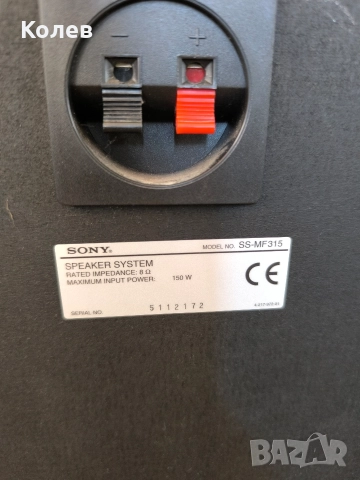 Колев
− +
SONY® MODEL NO. SS-MF315
SPEAKER SYSTEM
RATED IMPEDANCE: 8 Ω
MAXIMUM INPUT POWER: 150 W
CE
5112172
SERIAL NO.
BAZAR